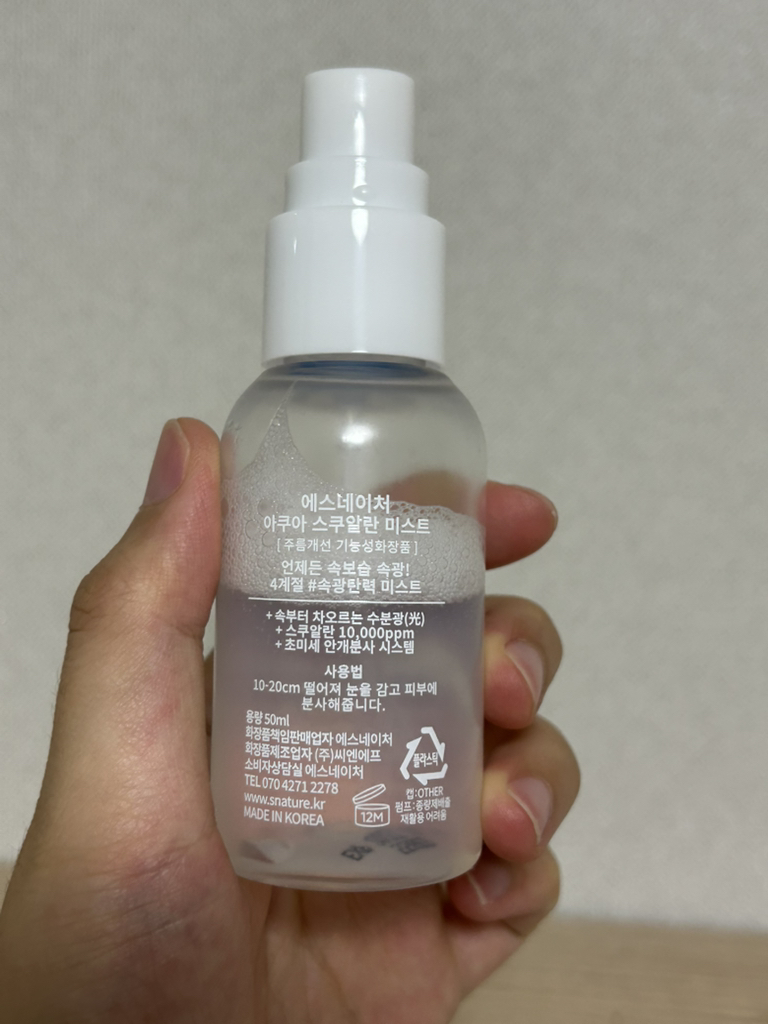 에스네이처
아쿠아 스쿠알란 미스트
[ 주름개선 기능성화장품 ]
언제든 속보습 속광!
4계절 #속광탄력 미스트
+ 속부터 차오르는 수분광(光)
+ 스쿠알란 10,000ppm
+ 초미세 안개분사 시스템
사용법
10-20cm 떨어져 눈을 감고 피부에
분사해줍니다.
용량 50ml
화장품책임판매업자 에스네이처
화장품제조업자 (주)씨엔에프
소비자상담실 에스네이처
TEL 070 4271 2278
www.snature.kr
MADE IN KOREA
12M
플라스틱
캡 : OTHER
펌프 : 종량제배출
재활용 어려움